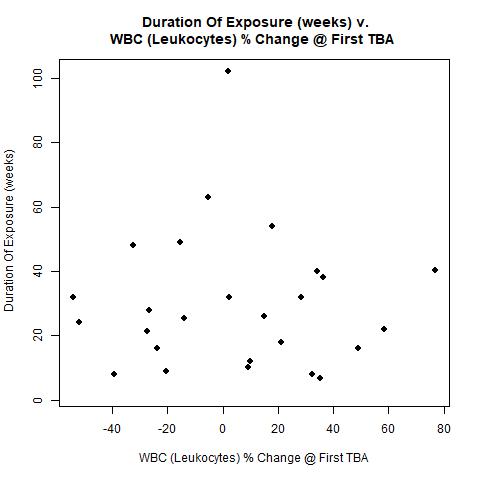 Duration Of Exposure (weeks) v.
WBC (Leukocytes) % Change @ First TBA
Duration Of Exposure (weeks)
100
80
60
40
20
0
-40 -20 0 20 40 60 80
WBC (Leukocytes) % Change @ First TBA